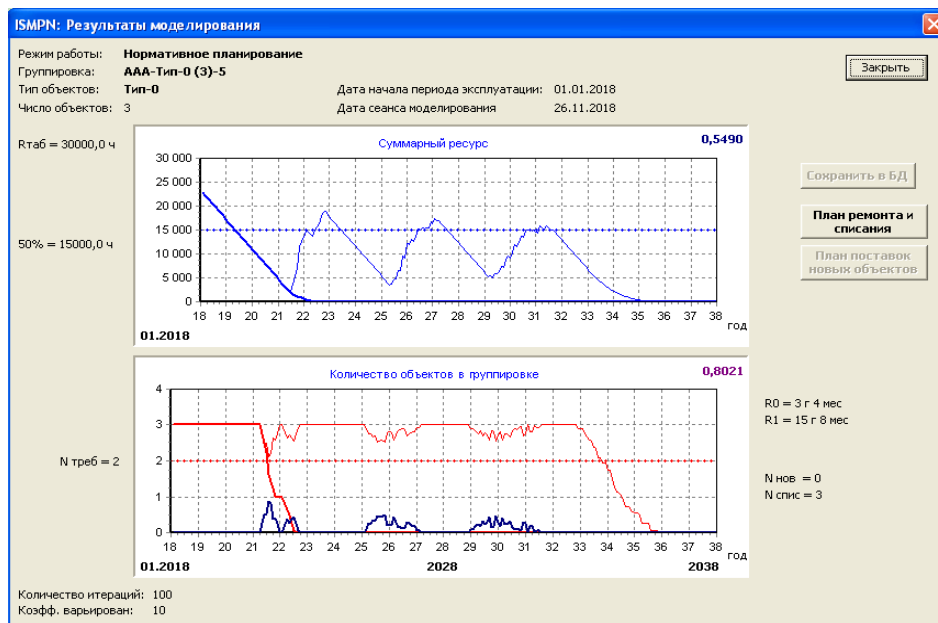 ISMPN: Результаты моделирования
Режим работы: Нормативное планирование
Группировка: ААА-Тип-0 (3)-5
Тип объектов: Тип-0 Дата начала периода эксплуатации: 01.01.2018
Число объектов: 3 Дата сеанса моделирования 26.11.2018
Закрыть
Rтаб = 30000,0 ч
50% = 15000,0 ч
Суммарный ресурс 0,5490
30 000
25 000
20 000
15 000
10 000
5 000
0
18 19 20 21 22 23 24 25 26 27 28 29 30 31 32 33 34 35 36 37 38
год
01.2018
Сохранить в БД
План ремонта и
списания
План поставок
новых объектов
Количество объектов в группировке 0,8021
4
3
2
1
0
N треб = 2
18 19 20 21 22 23 24 25 26 27 28 29 30 31 32 33 34 35 36 37 38
год
01.2018 2028 2038
R0 = 3 г 4 мес
R1 = 15 г 8 мес
N нов = 0
N спис = 3
Количество итераций: 100
Коэфф. варьирован: 10